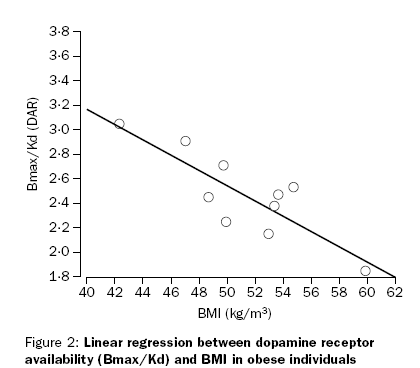 3·8
3·6
3·4
3·2
3·0
2·8
2·6
2·4
2·2
2·0
1·8
Bmax/Kd (DAR)
40 42 44 46 48 50 52 54 56 58 60 62
BMI (kg/m³)
Figure 2: Linear regression between dopamine receptor
availability (Bmax/Kd) and BMI in obese individuals